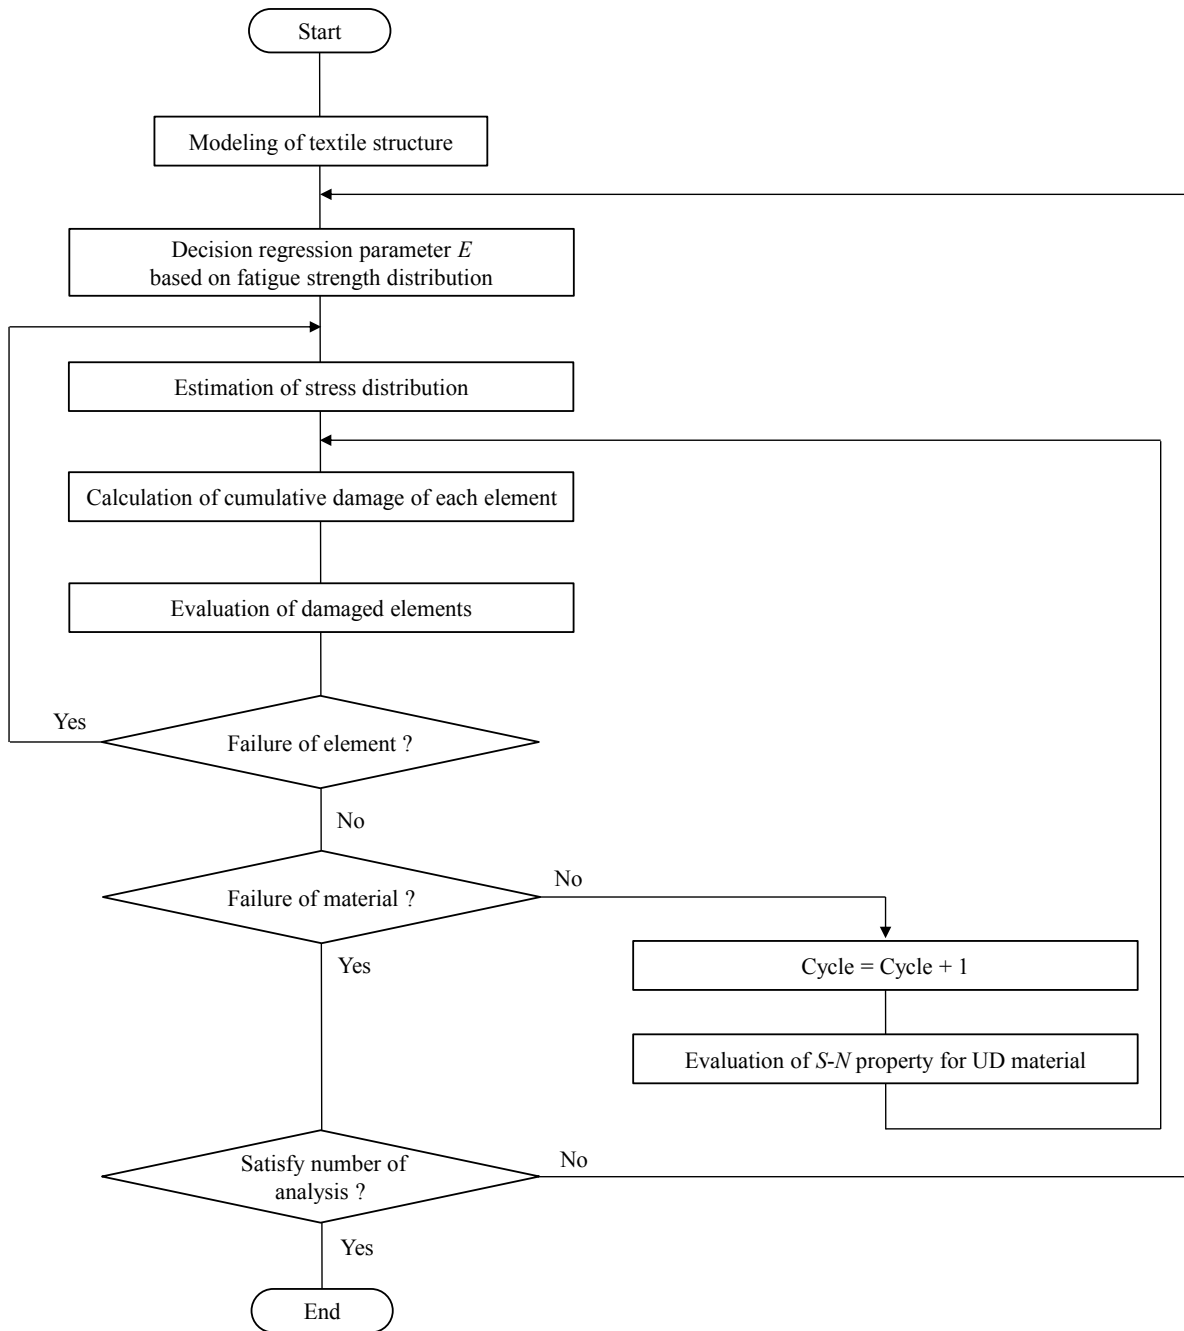 Start
Modeling of textile structure
Decision regression parameter E
based on fatigue strength distribution
Estimation of stress distribution
Calculation of cumulative damage of each element
Evaluation of damaged elements
Yes
Failure of element ?
No
Failure of material ?
No
Yes
Cycle = Cycle + 1
Evaluation of S-N property for UD material
Satisfy number of
analysis ?
No
Yes
End